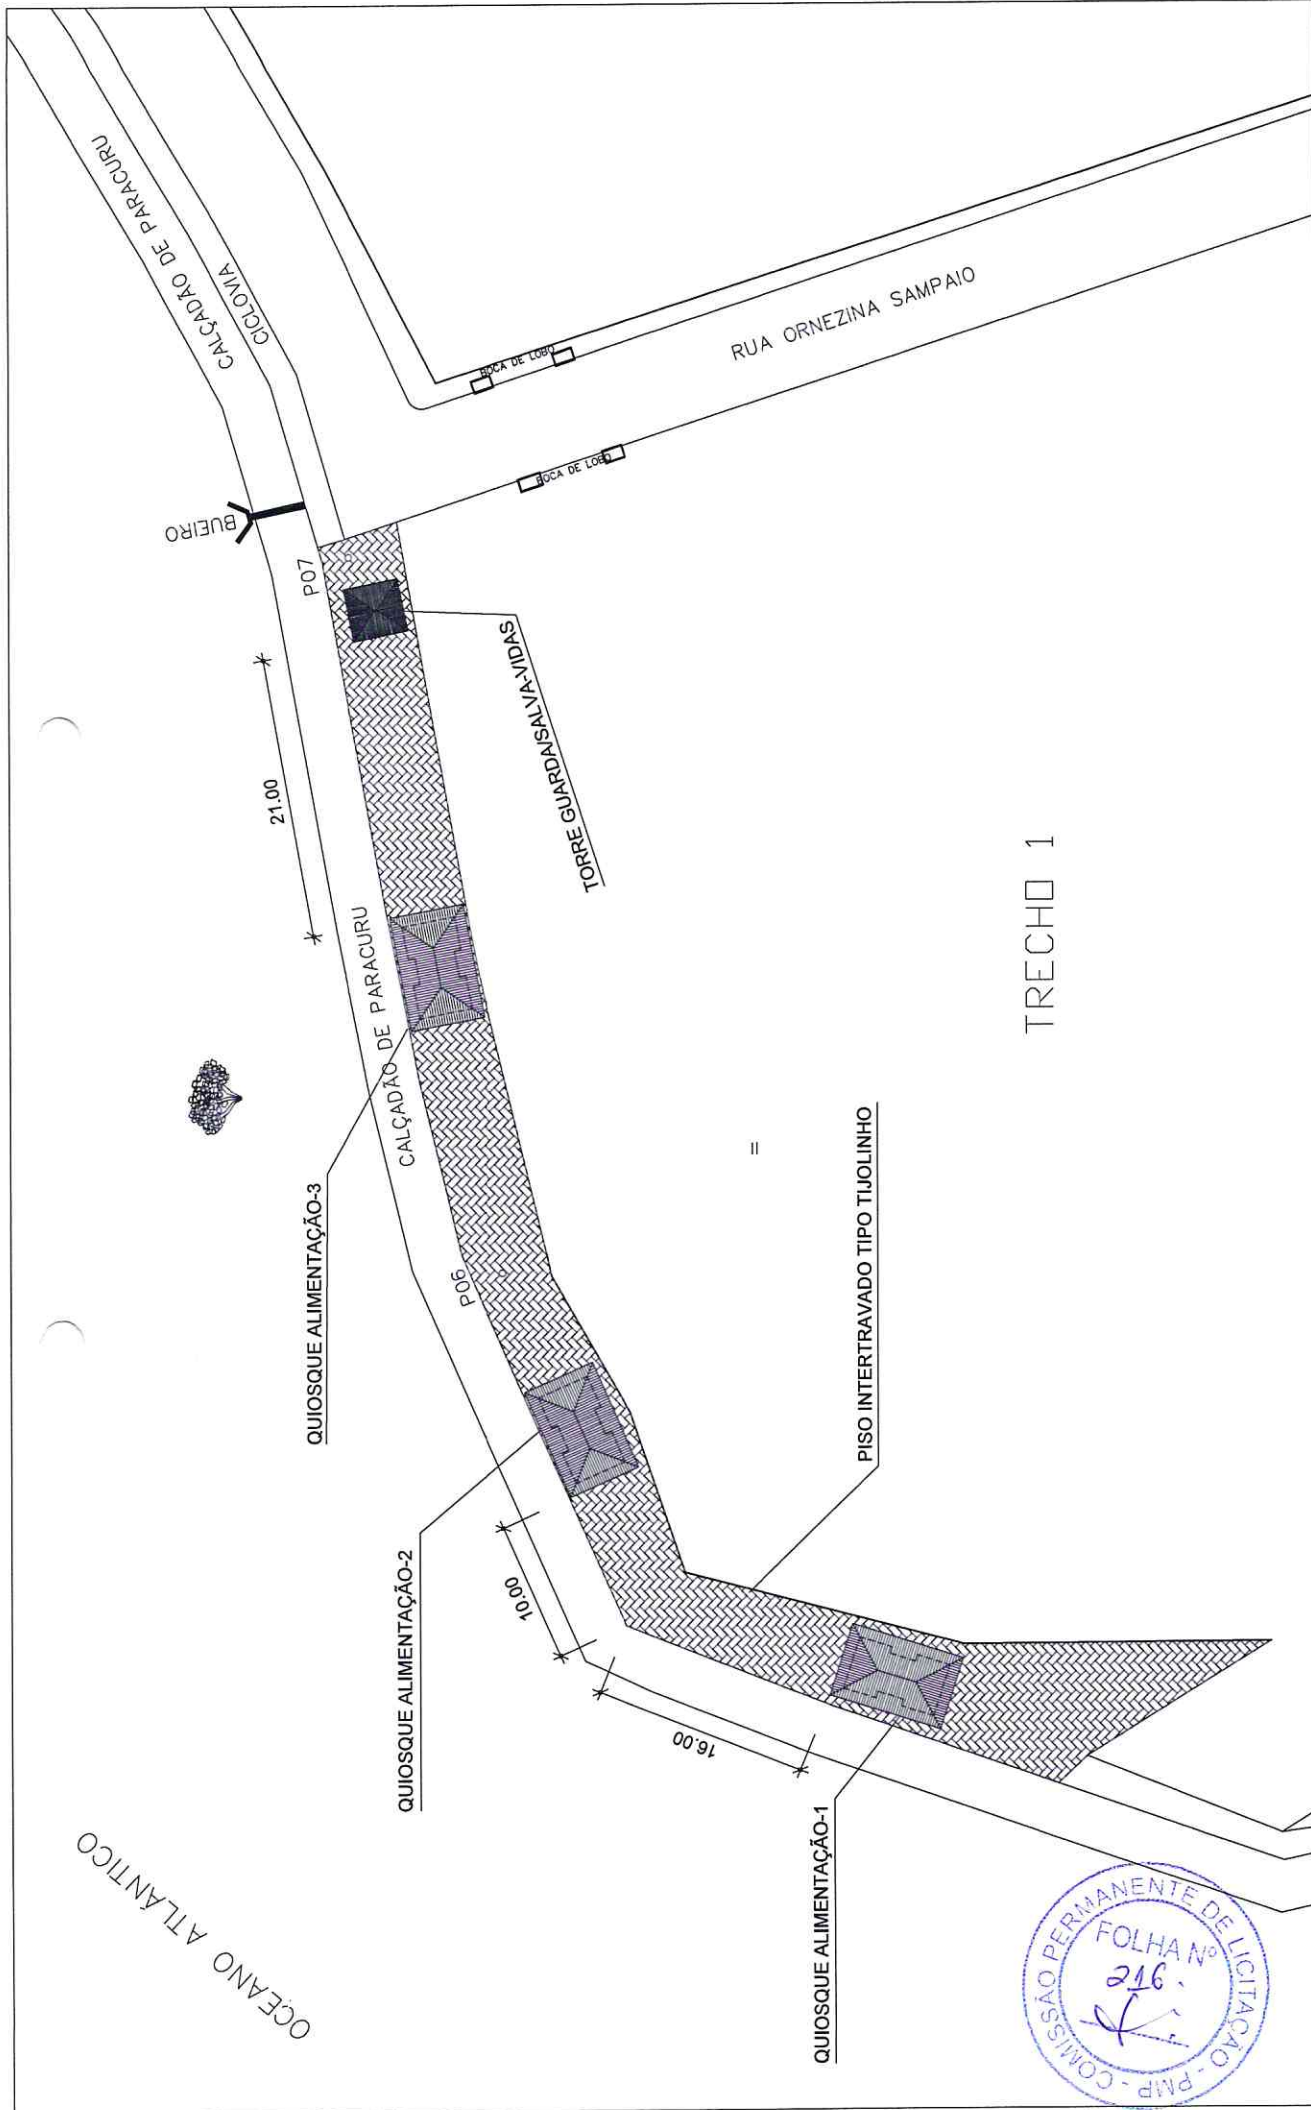 OCEANO ATLÂNTICO
CALÇADÃO DE PARACURU
CICLOVIA
BUEIRO
P07
21.00
BOCA DE LOBO
BOCA DE LOBO
RUA ORNEZINA SAMPAIO
TORRE GUARDA/SALVA-VIDAS
CALÇADÃO DE PARACURU
QUIOSQUE ALIMENTAÇÃO-3
P06
QUIOSQUE ALIMENTAÇÃO-2
10.00
16.00
QUIOSQUE ALIMENTAÇÃO-1
PISO INTERTRAVADO TIPO TIJOLINHO
=
TRECHO 1
COMISSÃO PERMANENTE DE LICITAÇÃO - PMP -
FOLHA Nº
216.